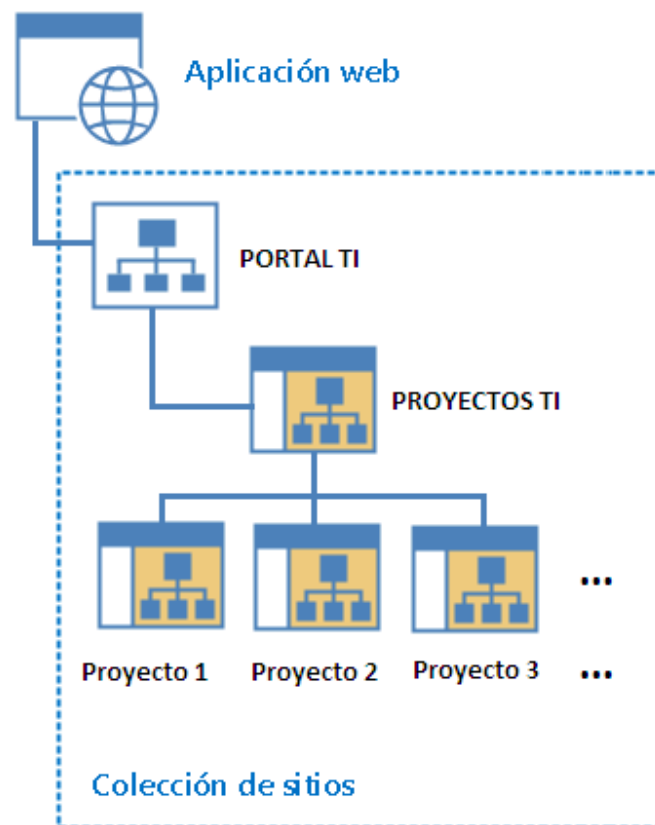 Aplicación web
PORTAL TI
PROYECTOS TI
...
Proyecto 1 Proyecto 2 Proyecto 3 ...
Colección de sitios